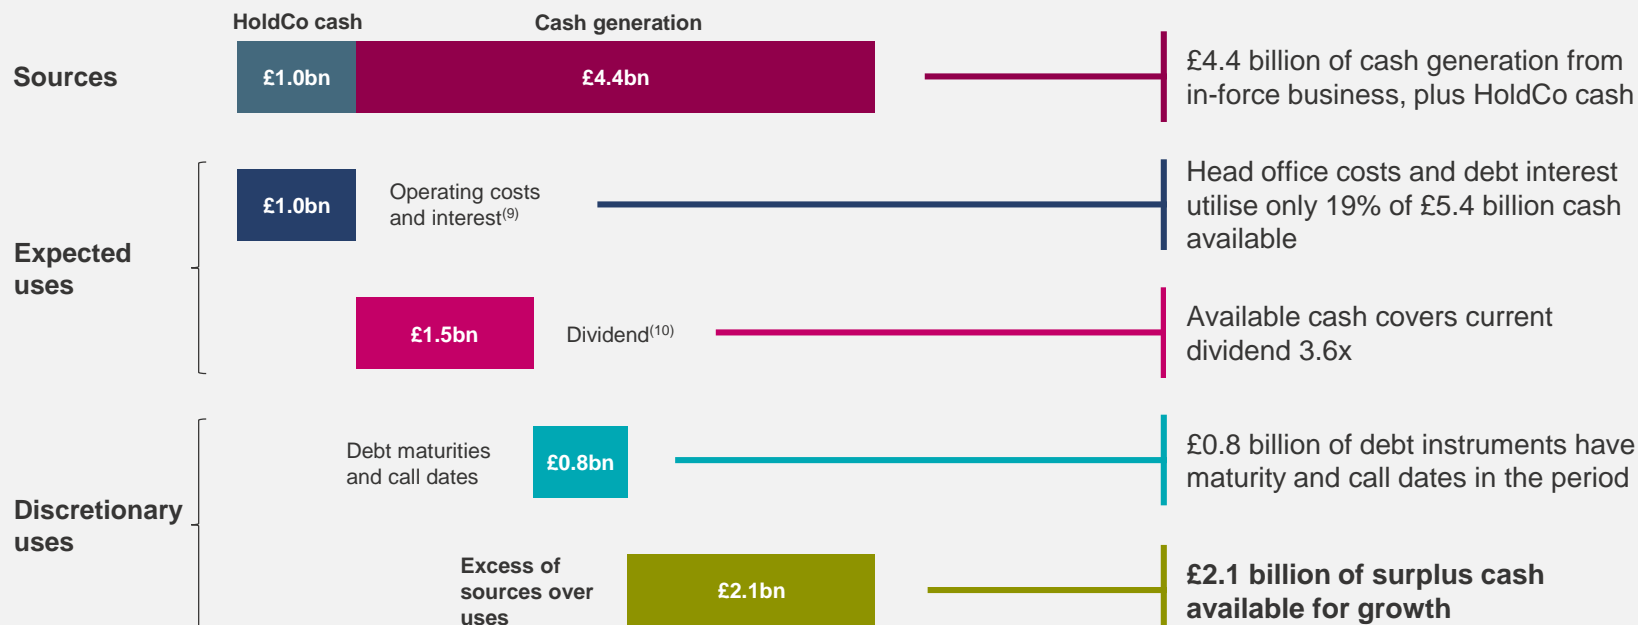 HoldCo cash
Cash generation
Sources
£1.0bn
£4.4bn
£4.4 billion of cash generation from
in-force business, plus HoldCo cash
Expected
uses
£1.0bn
Operating costs
and interest(9)
Head office costs and debt interest
utilise only 19% of £5.4 billion cash
available
£1.5bn
Dividend(10)
Available cash covers current
dividend 3.6x
Discretionary
uses
Debt maturities
and call dates
£0.8bn
£0.8 billion of debt instruments have
maturity and call dates in the period
Excess of
sources over
uses
£2.1bn
£2.1 billion of surplus cash
available for growth